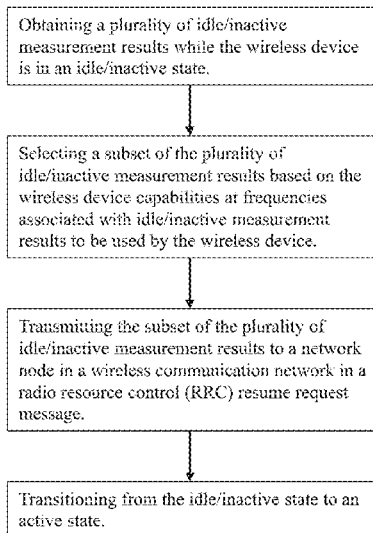 Obtaining a plurality of idle/inactive
measurement results while the wireless device
is in an idle/inactive state.
Selecting a subset of the plurality of
idle/inactive measurement results based on the
wireless device capabilities at frequencies
associated with idle/inactive measurement
results to be used by the wireless device.
Transmitting the subset of the plurality of
idle/inactive measurement results to a network
node in a wireless communication network in a
radio resource control (RRC) resume request
message.
Transitioning from the idle/inactive state to an
active state.